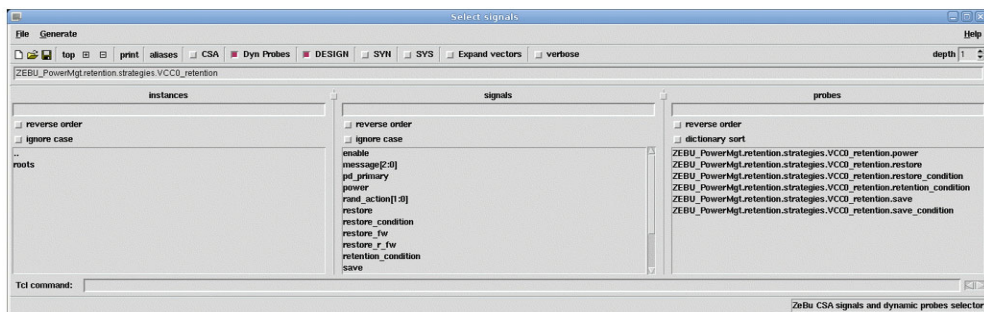 Select signals
File Generate Help
top print aliases CSA Dyn Probes DESIGN SYN SYS Expand vectors verbose depth 1
ZEBU_PowerMgt.retention.strategies.VCC0_retention
instances signals probes
reverse order reverse order reverse order
ignore case ignore case dictionary sort
..
roots
enable
message[2:0]
pd_primary
power
rand_action[1:0]
restore
restore_condition
restore_fw
restore_r_fw
retention_condition
save
ZEBU_PowerMgt.retention.strategies.VCC0_retention.power
ZEBU_PowerMgt.retention.strategies.VCC0_retention.restore
ZEBU_PowerMgt.retention.strategies.VCC0_retention.restore_condition
ZEBU_PowerMgt.retention.strategies.VCC0_retention.retention_condition
ZEBU_PowerMgt.retention.strategies.VCC0_retention.save
ZEBU_PowerMgt.retention.strategies.VCC0_retention.save_condition
Tcl command:
ZeBu CSA signals and dynamic probes selector